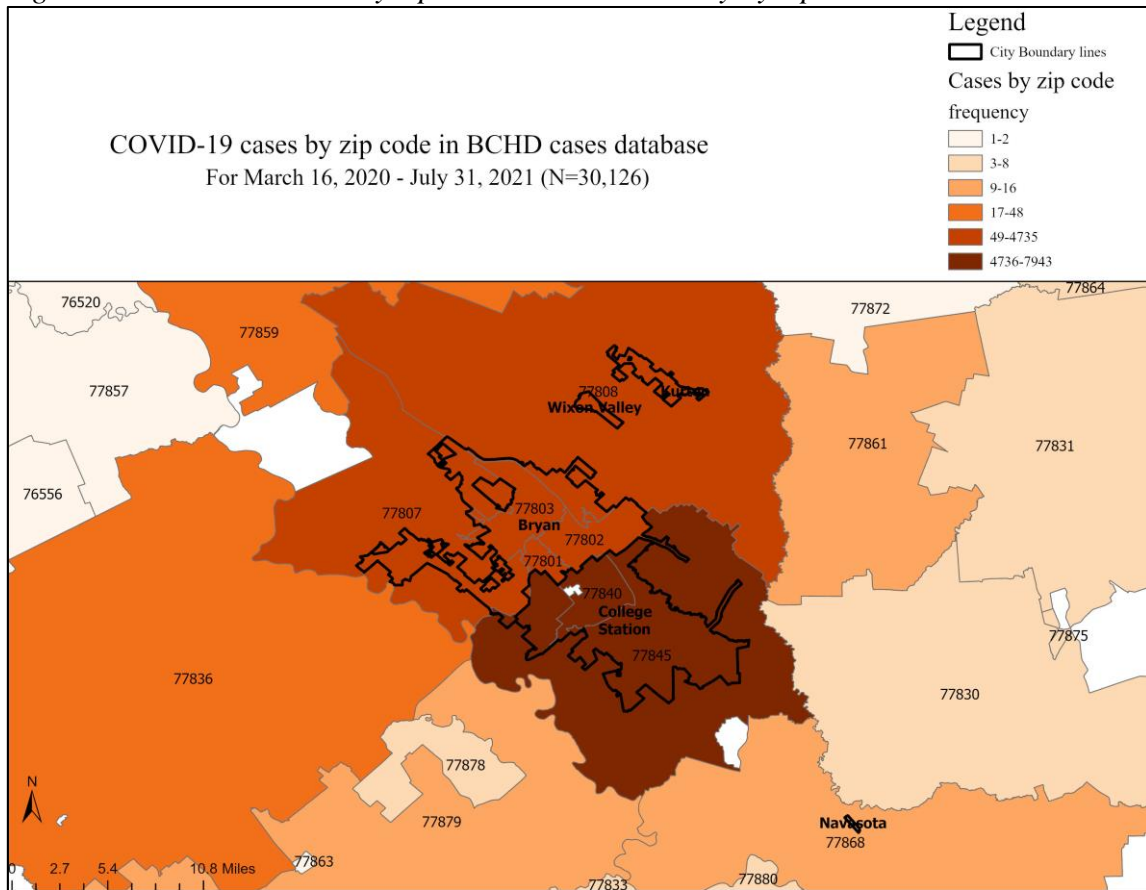 Legend
City Boundary lines
Cases by zip code
frequency
1-2
3-8
9-16
17-48
49-4735
4736-7943
COVID-19 cases by zip code in BCHD cases database
For March 16, 2020 - July 31, 2021 (N=30,126)
76520
77859
77872
77864
77857
77808
Wixon Valley
77861
77831
76556
77807
77803
Bryan
77802
77801
77840
College
Station
77845
77875
77836
77830
77878
N
77879
Navasota
77868
0 2.7 5.4 10.8 Miles
77863
77833
77880